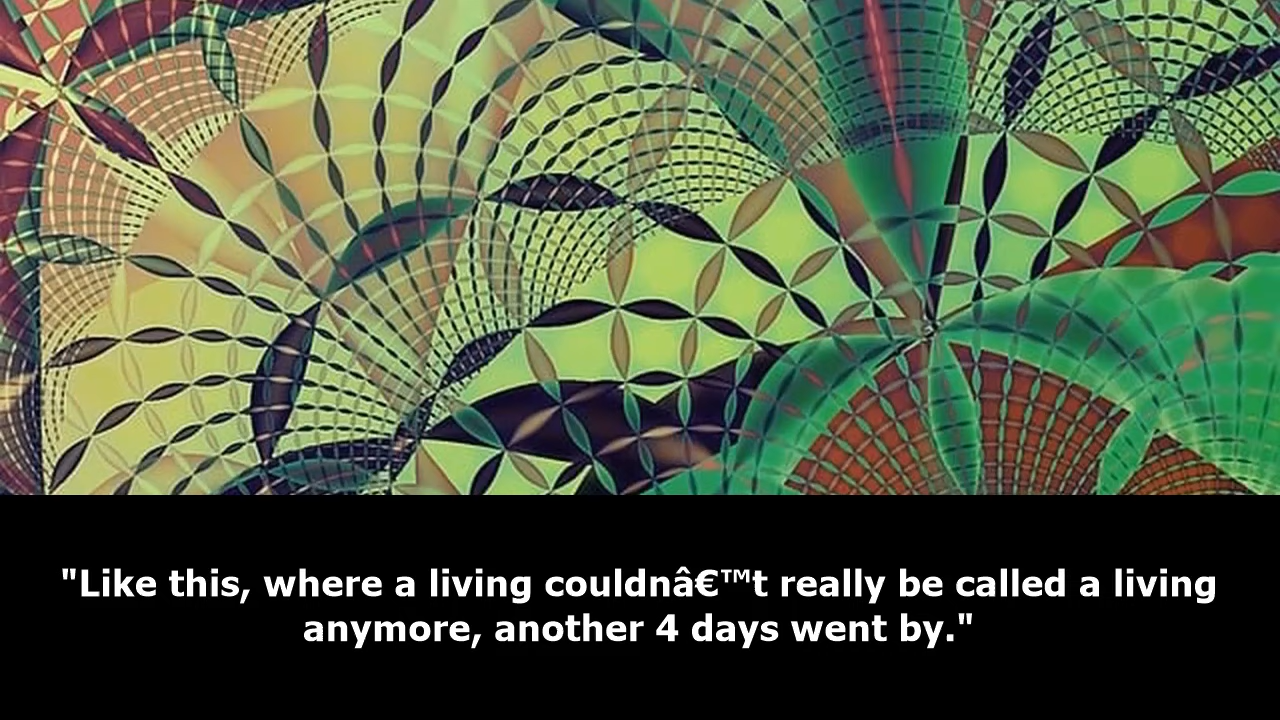 "Like this, where a living couldnâ€™t really be called a living
anymore, another 4 days went by."